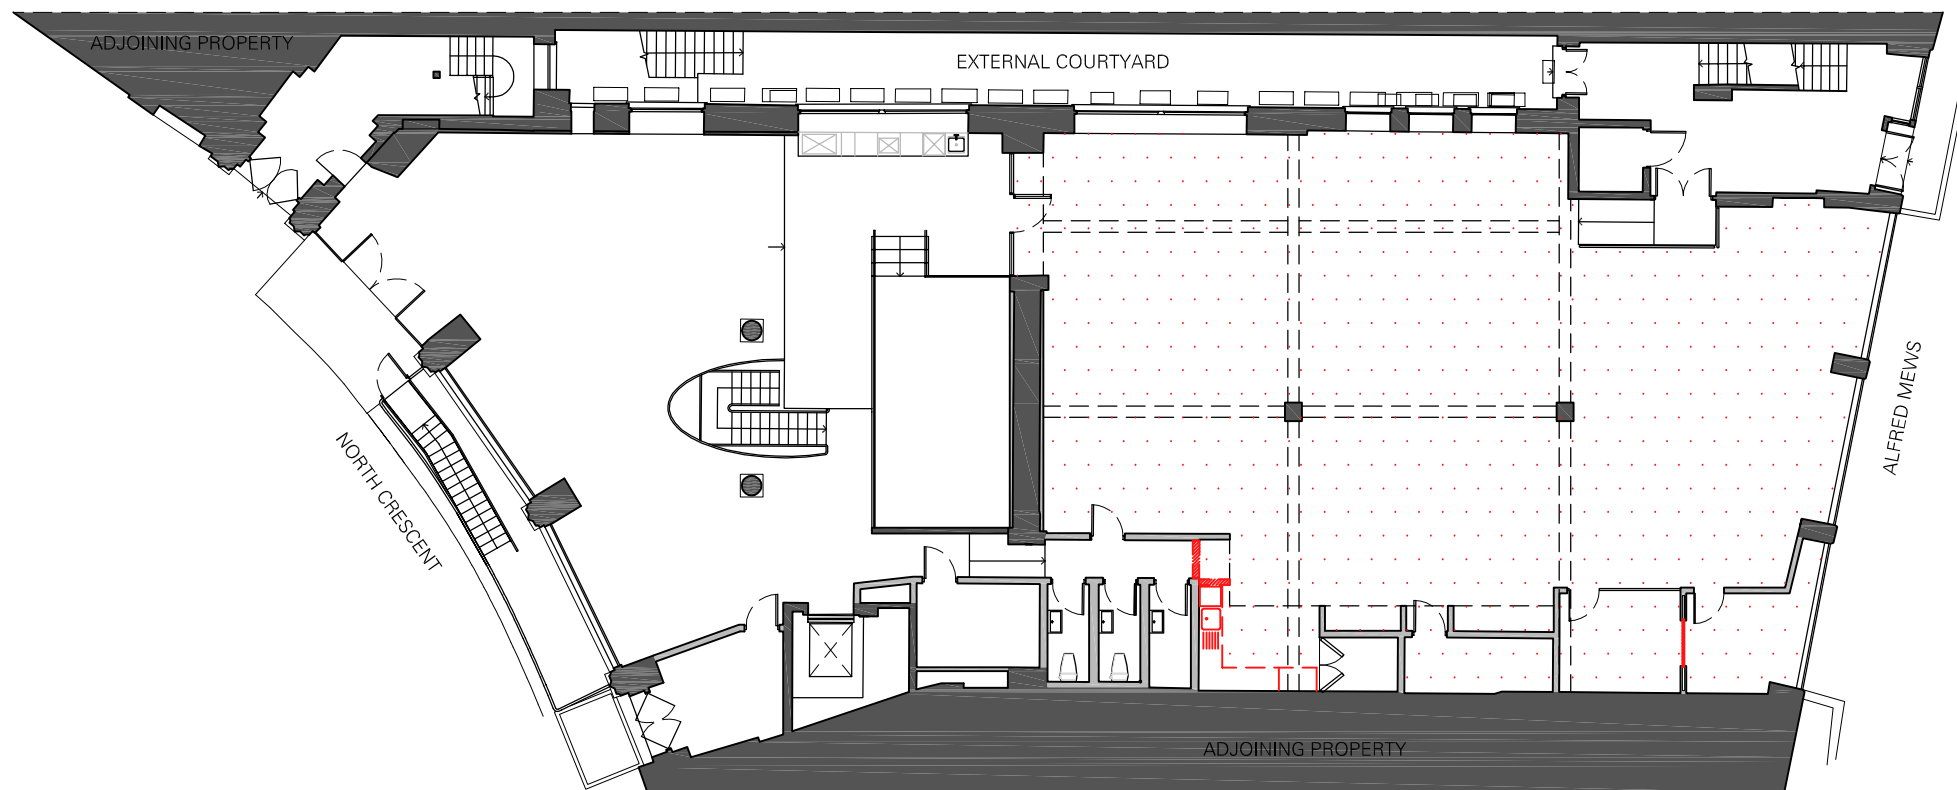 ADJOINING PROPERTY
EXTERNAL COURTYARD
NORTH CRESCENT
ALFRED MEWS
ADJOINING PROPERTY